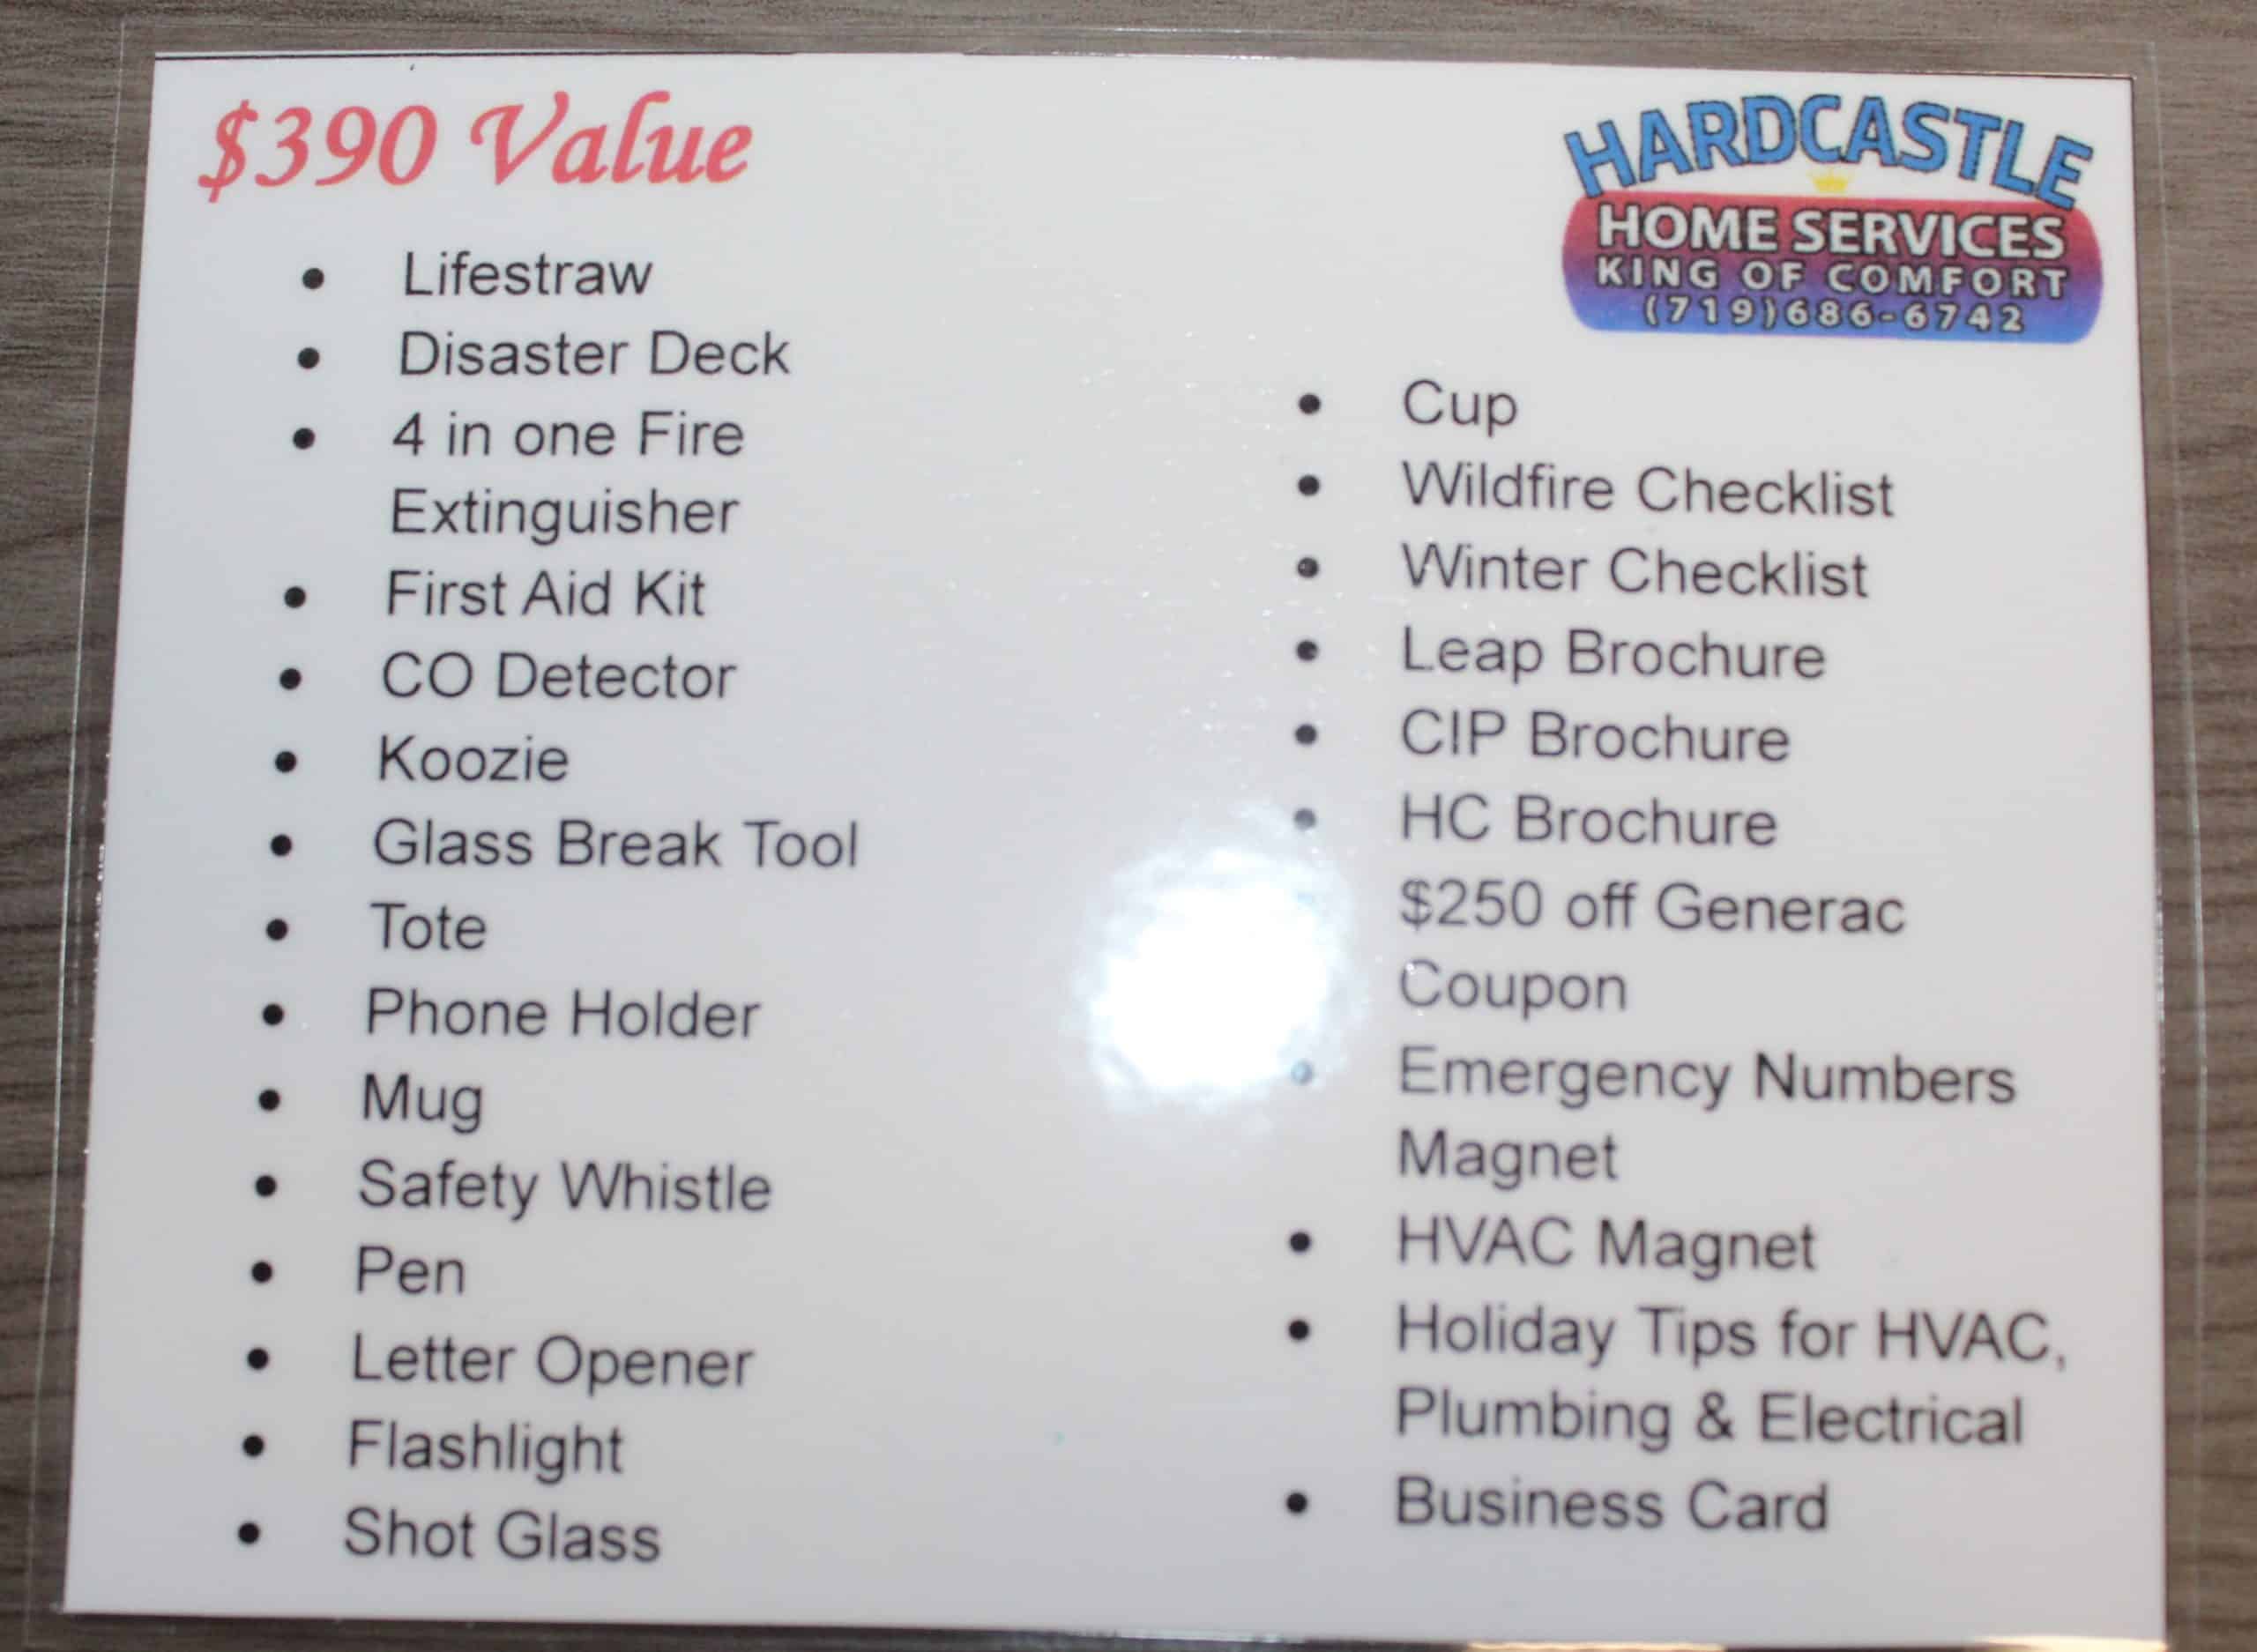 $390 Value
• Lifestraw
• Disaster Deck
• 4 in one Fire
Extinguisher
• First Aid Kit
• CO Detector
• Koozie
• Glass Break Tool
• Tote
• Phone Holder
• Mug
• Safety Whistle
• Pen
• Letter Opener
• Flashlight
• Shot Glass
HARDCASTLE
HOME SERVICES
KING OF COMFORT
(719)686-6742
• Cup
• Wildfire Checklist
• Winter Checklist
• Leap Brochure
• CIP Brochure
• HC Brochure
$250 off Generac
Coupon
• Emergency Numbers
Magnet
• HVAC Magnet
• Holiday Tips for HVAC,
Plumbing & Electrical
• Business Card